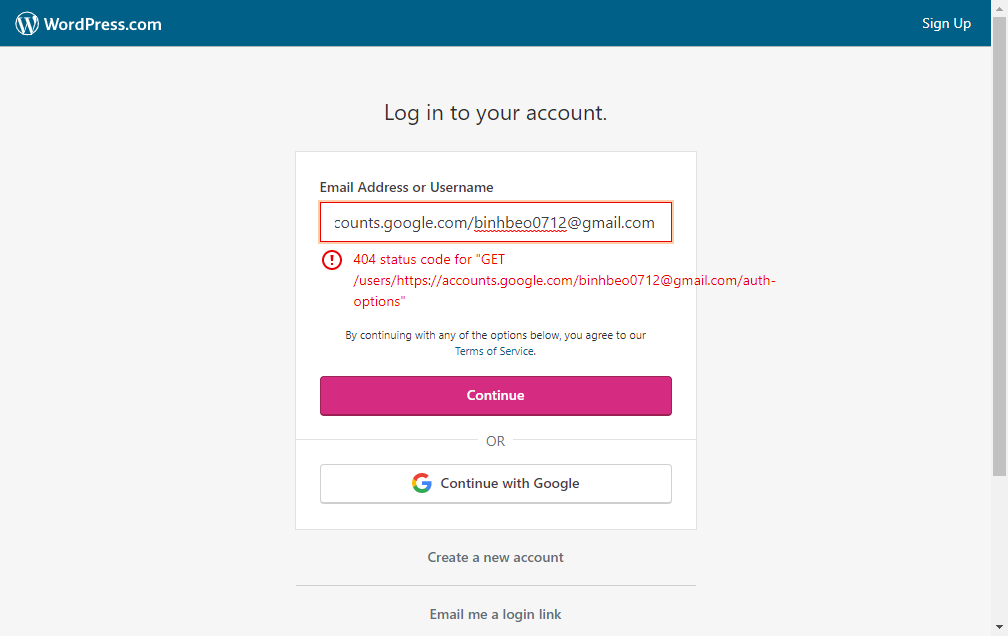 WordPress.com
Sign Up
Log in to your account.
Email Address or Username
counts.google.com/binhbeo0712@gmail.com
404 status code for "GET
/users/https://accounts.google.com/binhbeo0712@gmail.com/auth-
options"
By continuing with any of the options below, you agree to our
Terms of Service.
Continue
OR
Continue with Google
Create a new account
Email me a login link